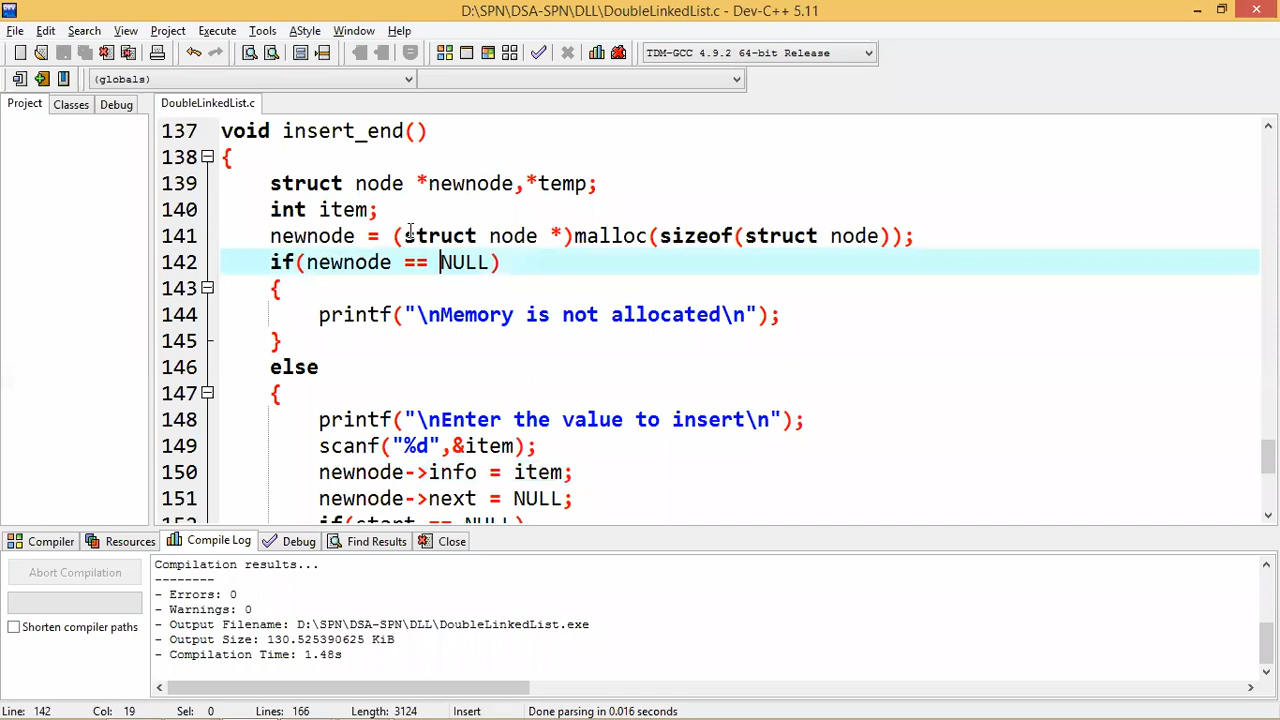 D:\SPN\DSA-SPN\DLL\DoubleLinkedList.c - Dev-C++ 5.11
File Edit Search View Project Execute Tools AStyle Window Help
TDM-GCC 4.9.2 64-bit Release
(globals)
Project Classes Debug
DoubleLinkedList.c
137 void insert_end()
138 {
139 struct node *newnode,*temp;
140 int item;
141 newnode = (struct node *)malloc(sizeof(struct node));
142 if(newnode == NULL)
143 {
144 printf("\nMemory is not allocated\n");
145 }
146 else
147 {
148 printf("\nEnter the value to insert\n");
149 scanf("%d",&item);
150 newnode->info = item;
151 newnode->next = NULL;
152 if(start == NULL)
Compiler Resources Compile Log Debug Find Results Close
Abort Compilation
Shorten compiler paths
Compilation results...
--------
- Errors: 0
- Warnings: 0
- Output Filename: D:\SPN\DSA-SPN\DLL\DoubleLinkedList.exe
- Output Size: 130.525390625 KiB
- Compilation Time: 1.48s
Line: 142 Col: 19 Sel: 0 Lines: 166 Length: 3124 Insert Done parsing in 0.016 seconds